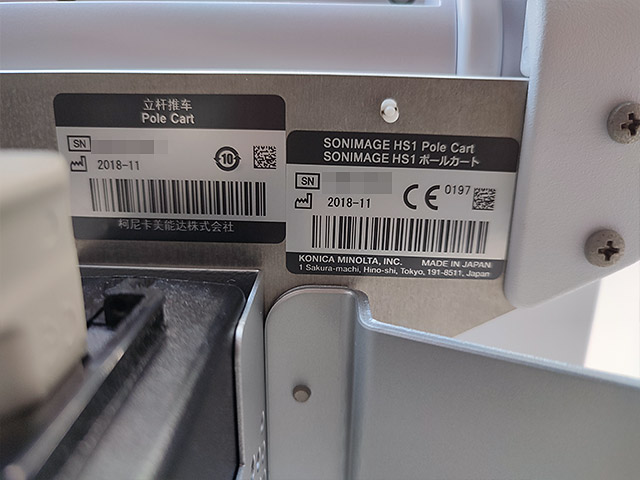 立杆推车
Pole Cart
SN
2018-11
10
柯尼卡美能达株式会社
SONIMAGE HS1 Pole Cart
SONIMAGE HS1 ポールカート
SN
2018-11
CE 0197
KONICA MINOLTA, INC. MADE IN JAPAN
1 Sakura-machi, Hino-shi, Tokyo, 191-8511, Japan